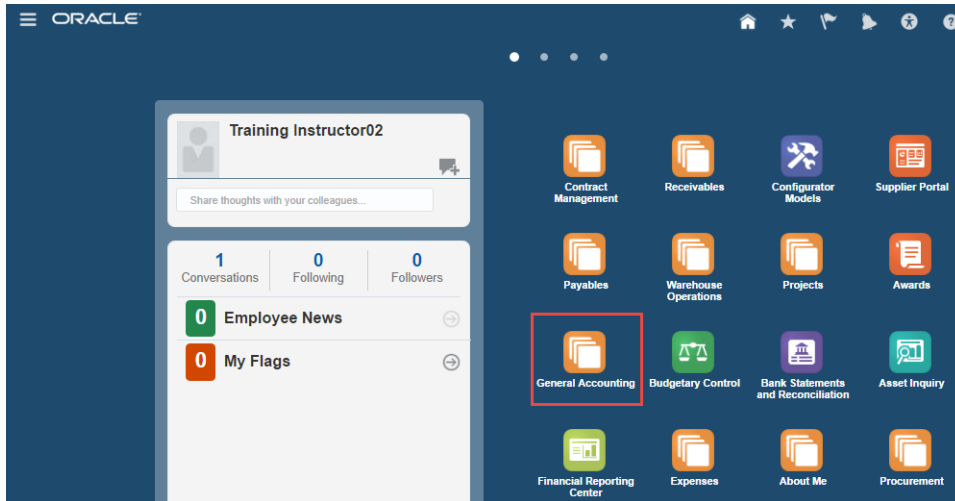 ORACLE
Training Instructor02
Share thoughts with your colleagues...
1 0 0
Conversations Following Followers
0 Employee News
0 My Flags
Contract Management
Receivables
Configurator Models
Supplier Portal
Payables
Warehouse Operations
Projects
Awards
General Accounting
Budgetary Control
Bank Statements and Reconciliation
Asset Inquiry
Financial Reporting Center
Expenses
About Me
Procurement